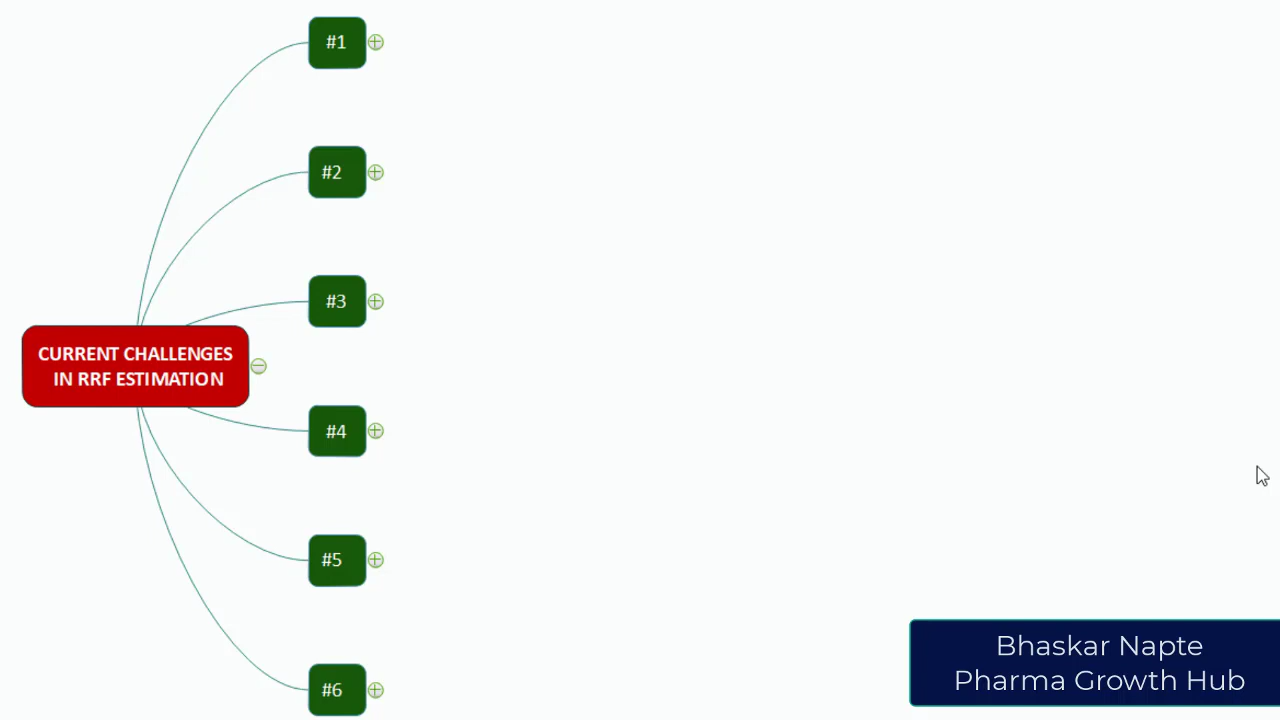 #1
#2
#3
CURRENT CHALLENGES
IN RRF ESTIMATION
#4
#5
#6
Bhaskar Napte
Pharma Growth Hub